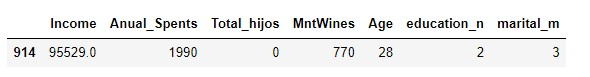 Income Anual_Spents Total_hijos MntWines Age education_n marital_m
914 95529.0 1990 0 770 28 2 3